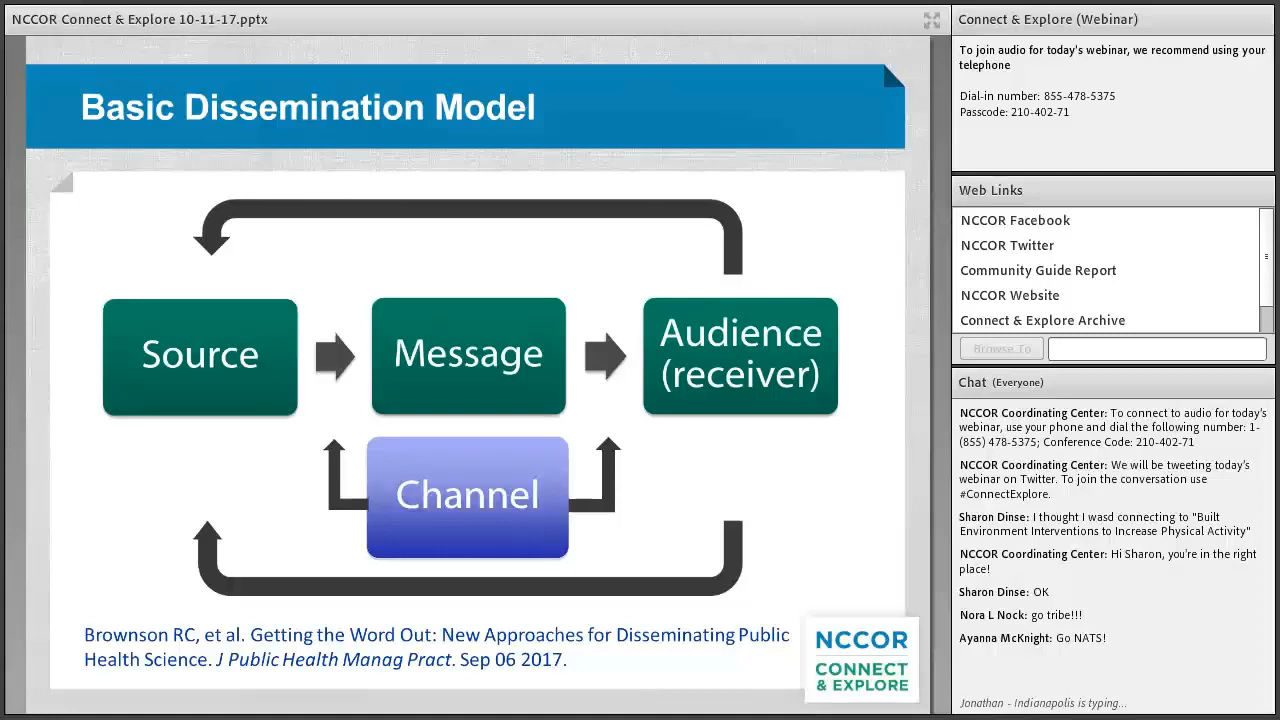 NCCOR Connect & Explore 10-11-17.pptx
Basic Dissemination Model
Source
Message
Audience
(receiver)
Channel
Brownson RC, et al. Getting the Word Out: New Approaches for Disseminating Public
Health Science. J Public Health Manag Pract. Sep 06 2017.
NCCOR
CONNECT
& EXPLORE
Connect & Explore (Webinar)
To join audio for today's webinar, we recommend using your
telephone
Dial-in number: 855-478-5375
Passcode: 210-402-71
Web Links
NCCOR Facebook
NCCOR Twitter
Community Guide Report
NCCOR Website
Connect & Explore Archive
Browse To
Chat (Everyone)
NCCOR Coordinating Center: To connect to audio for today's
webinar, use your phone and dial the following number: 1-
(855) 478-5375; Conference Code: 210-402-71
NCCOR Coordinating Center: We will be tweeting today's
webinar on Twitter. To join the conversation use
#ConnectExplore.
Sharon Dinse: I thought I wasd connecting to "Built
Environment Interventions to Increase Physical Activity"
NCCOR Coordinating Center: Hi Sharon, you're in the right
place!
Sharon Dinse: OK
Nora L Nock: go tribe!!!
Ayanna McKnight: Go NATS!
Jonathan - Indianapolis is typing...